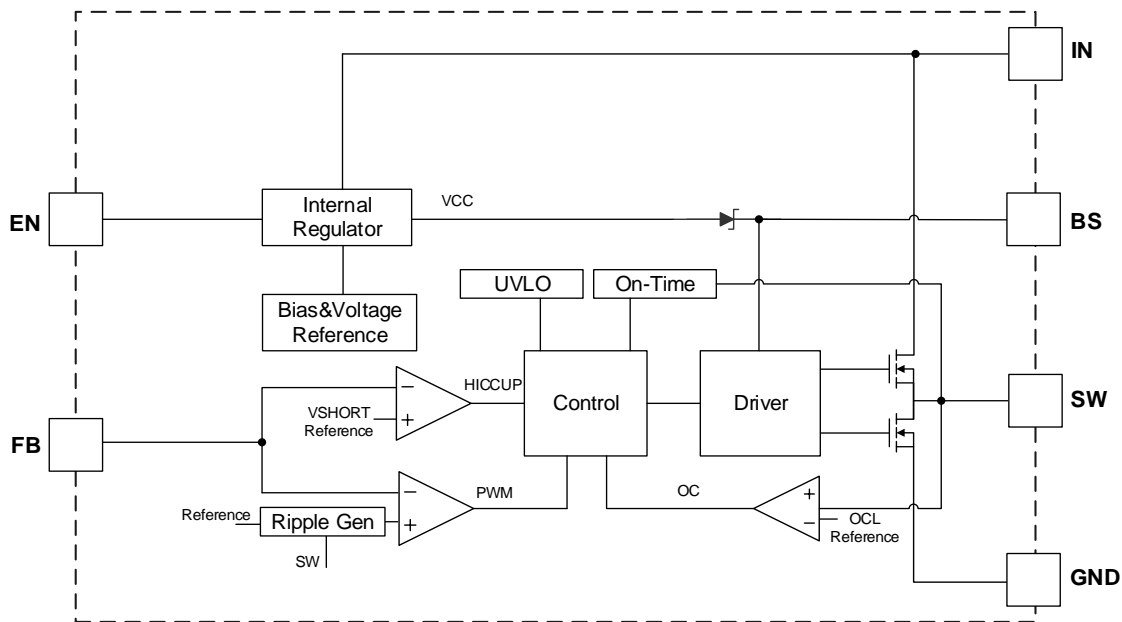 IN
EN
Internal
Regulator
VCC
BS
Bias&Voltage
Reference
UVLO
On-Time
FB
−
VSHORT
Reference
+
HICCUP
Control
Driver
SW
−
+
PWM
Reference
Ripple Gen
SW
OC
+
−
OCL
Reference
GND